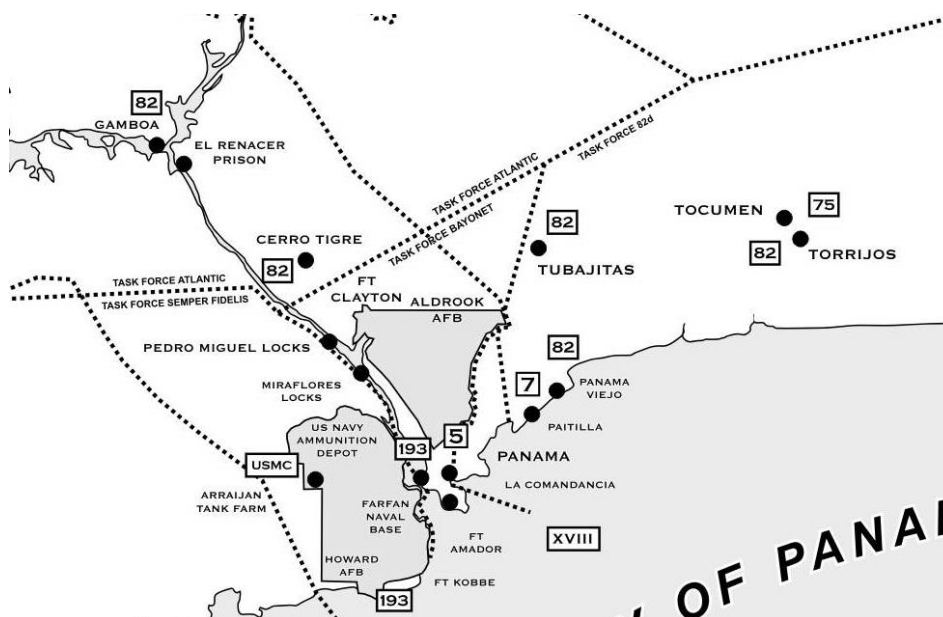 82
GAMBOA
EL RENACER
PRISON
TASK FORCE ATLANTIC
TASK FORCE 82d
TASK FORCE BAYONET
82
TUBAJITAS
TOCUMEN
75
82
TORRIJOS
CERRO TIGRE
82
TASK FORCE ATLANTIC
TASK FORCE SEMPER FIDELIS
FT
CLAYTON
ALDROOK
AFB
PEDRO MIGUEL LOCKS
MIRAFLORES
LOCKS
82
7
PANAMA
VIEJO
PAITILLA
US NAVY
AMMUNITION
DEPOT
193
5
PANAMA
USMC
LA COMANDANCIA
ARRAIJAN
TANK FARM
FARFAN
NAVAL
BASE
FT
AMADOR
XVIII
HOWARD
AFB
FT KOBBE
193
Y OF PANA